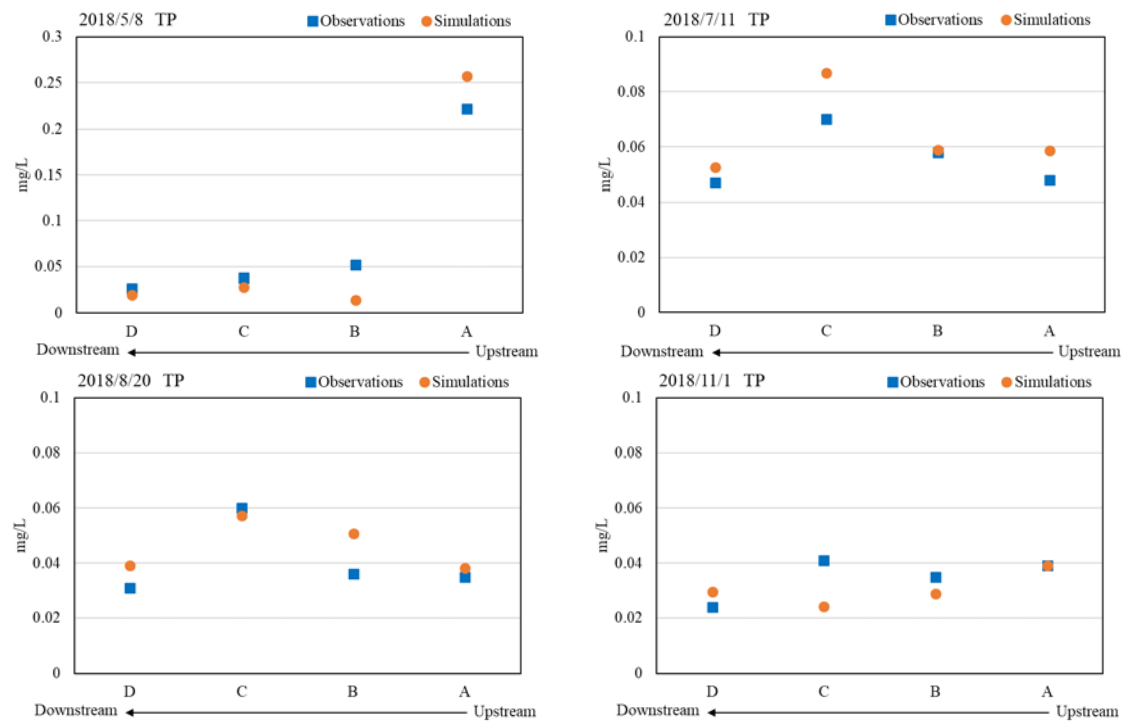 2018/5/8 TP Observations Simulations
0.3
0.25
0.2
0.15
0.1
0.05
0
mg/L
D C B A
Downstream Upstream
2018/7/11 TP Observations Simulations
0.1
0.08
0.06
0.04
0.02
0
mg/L
D C B A
Downstream Upstream
2018/8/20 TP Observations Simulations
0.1
0.08
0.06
0.04
0.02
0
mg/L
D C B A
Downstream Upstream
2018/11/1 TP Observations Simulations
0.1
0.08
0.06
0.04
0.02
0
mg/L
D C B A
Downstream Upstream